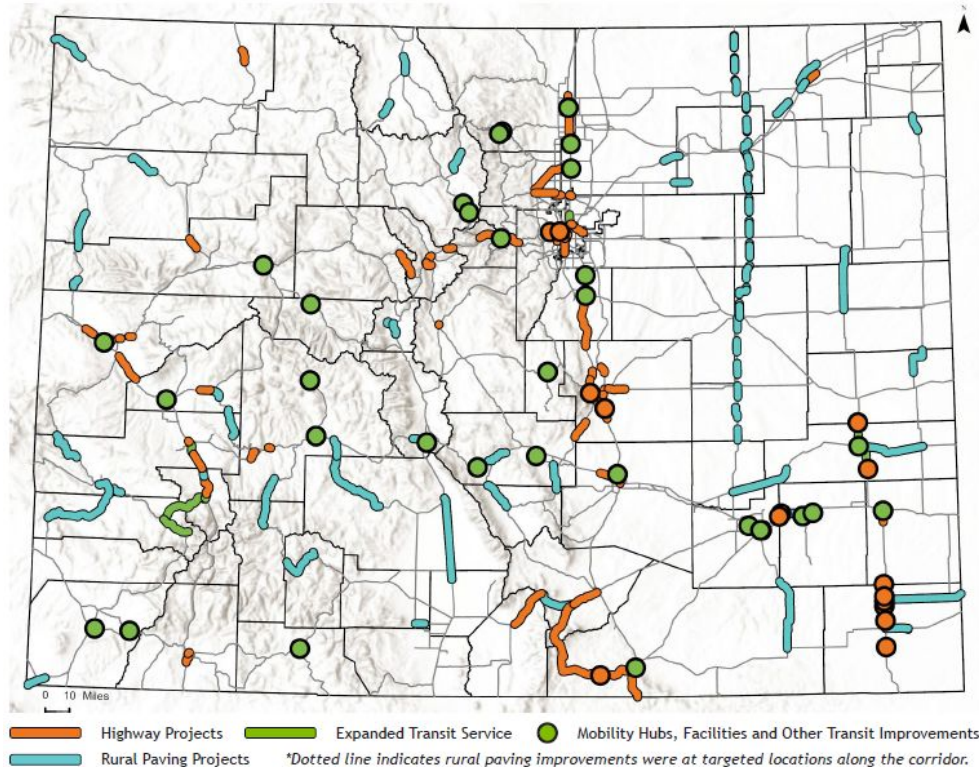 N
0 10 Miles
Highway Projects Expanded Transit Service Mobility Hubs, Facilities and Other Transit Improvements
Rural Paving Projects *Dotted line indicates rural paving improvements were at targeted locations along the corridor.